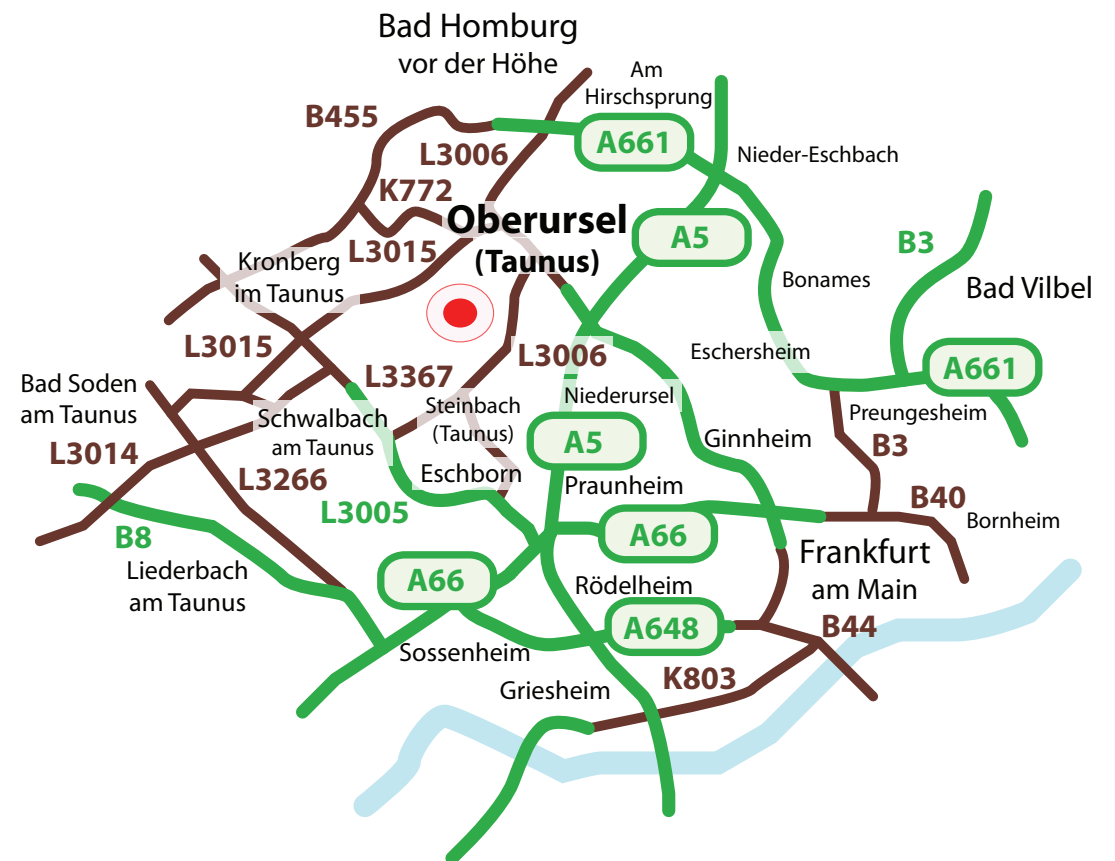 Bad Homburg
vor der Höhe
Am
Hirschsprung
B455
A661
L3006
Nieder-Eschbach
K772
Oberursel
(Taunus)
A5
B3
L3015
Kronberg
im Taunus
Bonames
Bad Vilbel
L3015
L3006
Eschersheim
A661
Bad Soden
am Taunus
L3367
Steinbach
(Taunus)
Niederursel
Schwalbach
am Taunus
Preungesheim
A5
Ginnheim
B3
L3014
L3266
Eschborn
Praunheim
L3005
B40
Bornheim
B8
A66
Frankfurt
am Main
Liederbach
am Taunus
A66
Rödelheim
A648
B44
Sossenheim
K803
Griesheim